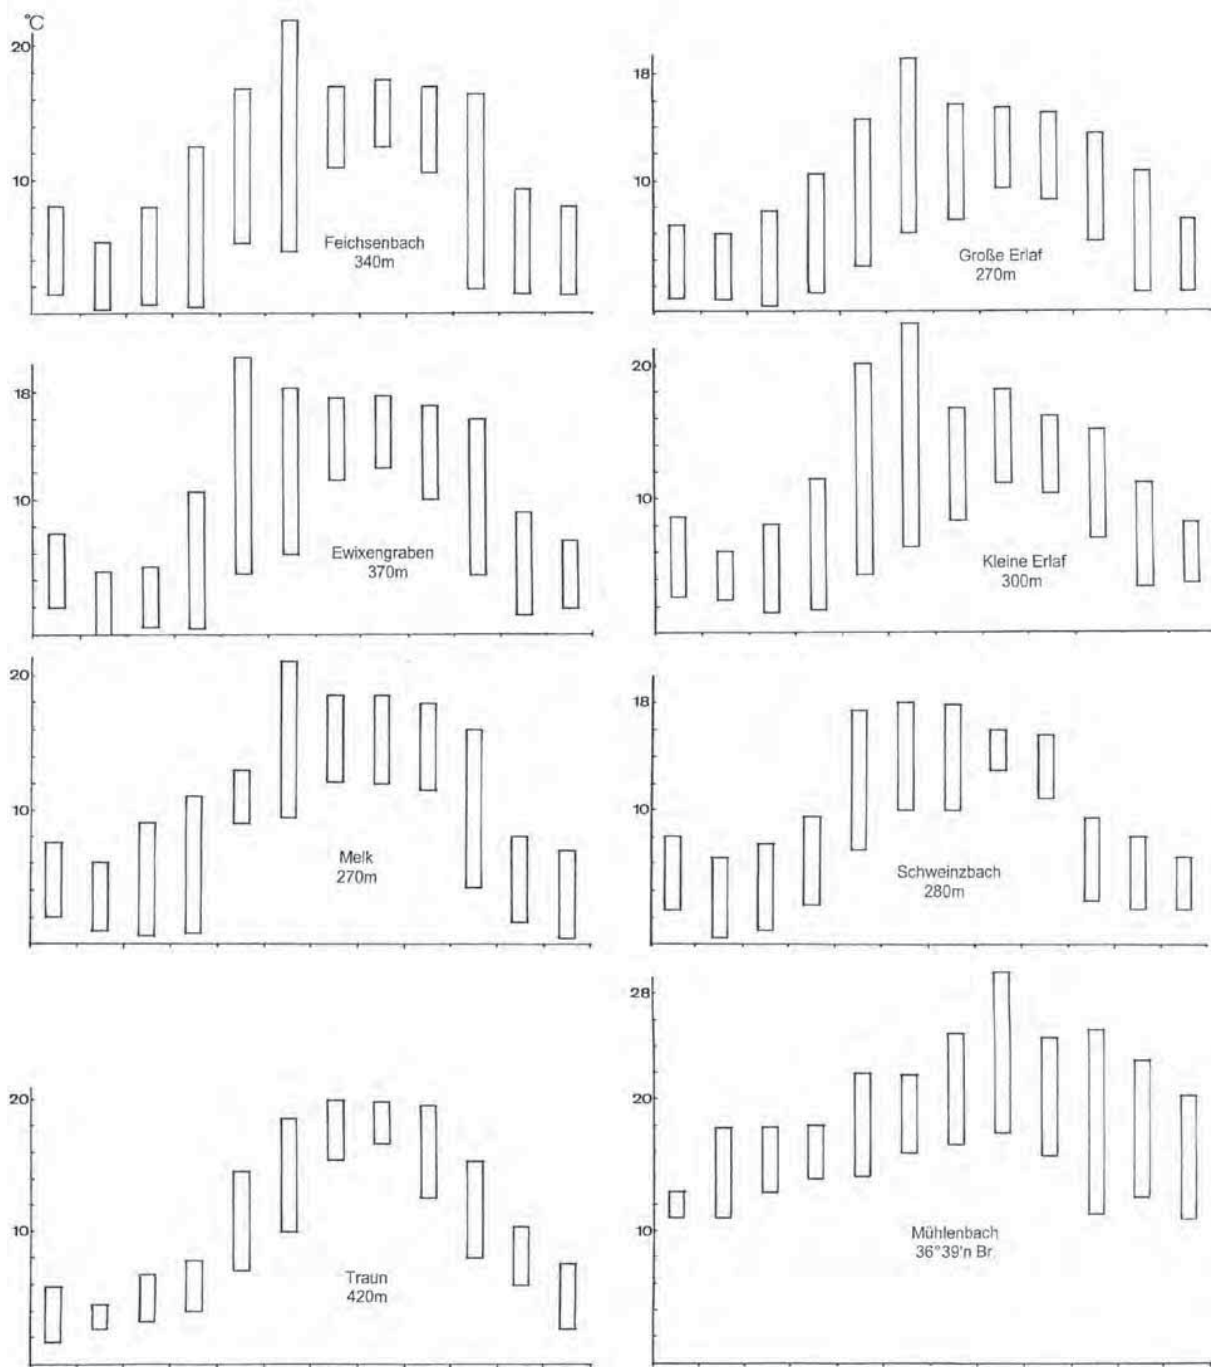 °C
20
10
Feichsenbach
340m
18
10
Große Erlaf
270m
18
10
Ewixengraben
370m
20
10
Kleine Erlaf
300m
20
10
Melk
270m
18
10
Schweinzbach
280m
20
10
Traun
420m
28
20
10
Mühlenbach
36°39'n Br.